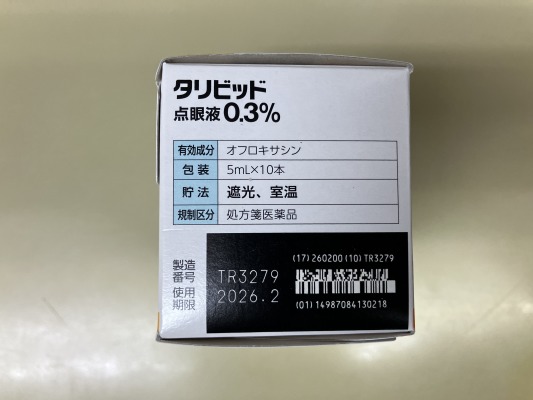 タリビッド
点眼液0.3%
有効成分 オフロキサシン
包装 5mL×10本
貯法 遮光、室温
規制区分 処方箋医薬品
(17)260200(10)TR3279
製造番号 TR3279
使用期限 2026.2
(01)14987084130218